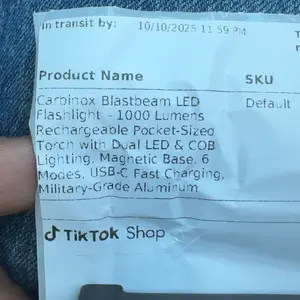 In transit by: 10/10/2025 11:59 PM T
Product Name SKU
Carbinox Blastbeam LED Default
Flashlight - 1000 Lumens
Rechargeable Pocket-Sized
Torch with Dual LED & COB
Lighting, Magnetic Base, 6
Modes, USB-C Fast Charging,
Military-Grade Aluminum
TikTok Shop